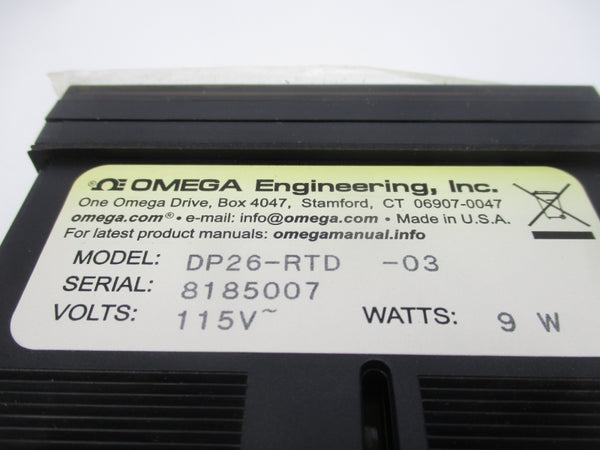 ®ΩE OMEGA Engineering, Inc.
One Omega Drive, Box 4047, Stamford, CT 06907-0047
omega.com® • e-mail: info@omega.com • Made in U.S.A.
For latest product manuals: omegamanual.info
MODEL: DP26-RTD -03
SERIAL: 8185007
VOLTS: 115V~ WATTS: 9 W